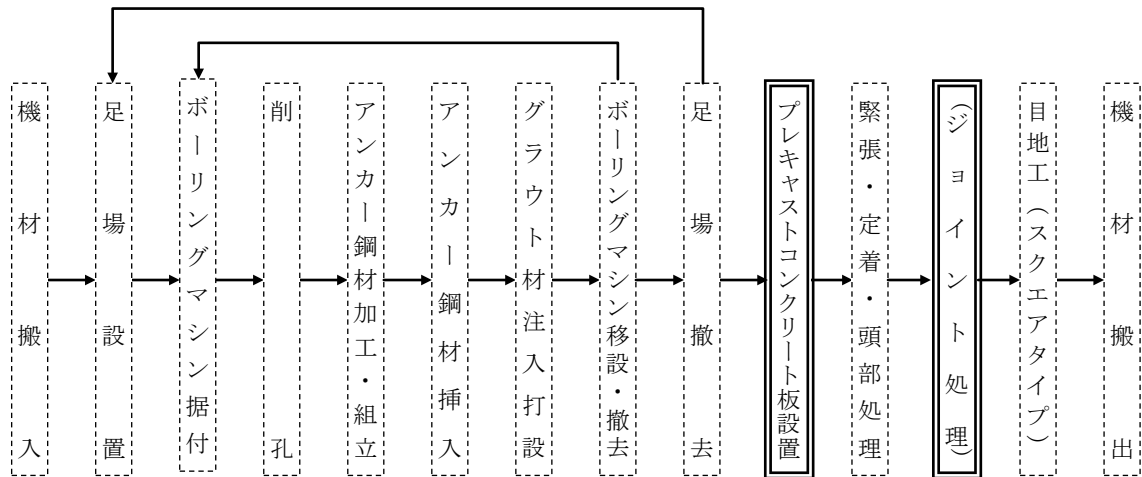 機材搬入
足場設置
ボーリングマシン据付
削孔
アンカー鋼材加工・組立
アンカー鋼材挿入
グラウト材注入打設
ボーリングマシン移設・撤去
足場撤去
プレキャストコンクリート板設置
緊張・定着・頭部処理
(ジョイント処理)
目地工(スクエアタイプ)
機材搬出